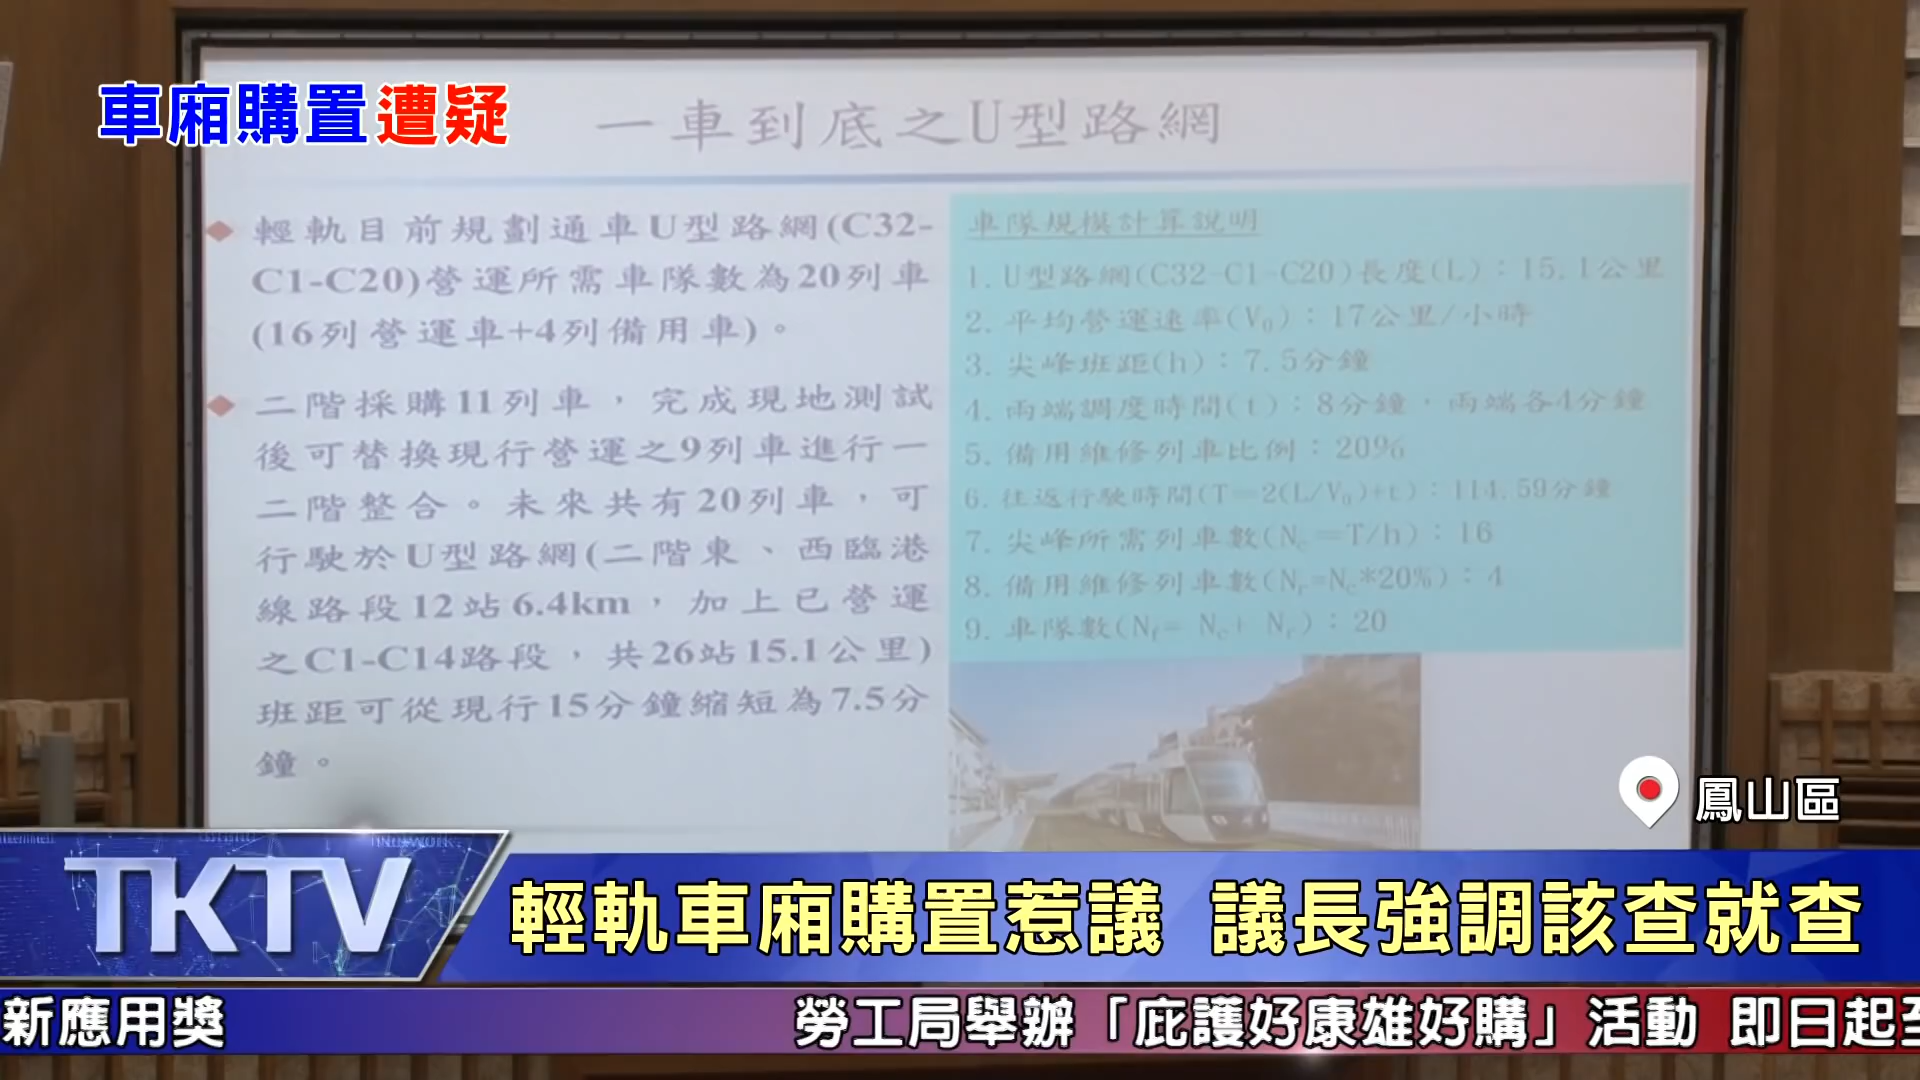 車廂購置遭疑
一車到底之U型路網
輕軌目前規劃通車U型路網(C32-
C1-C20)營運所需車隊數為20列車
(16列營運車+4列備用車)。
二階採購11列車，完成現地測試
後可替換現行營運之9列車進行一
二階整合。未來共有20列車，可
行駛於U型路網(二階東、西臨港
線路段12站6.4km，加上已營運
之C1-C14路段，共26站15.1公里)
班距可從現行15分鐘縮短為7.5分
鐘。
車隊規模計算說明
1. U型路網(C32-C1-C20)長度(L)：15.1公里
2. 平均營運速率(V₀)：17公里/小時
3. 尖峰班距(h)：7.5分鐘
4. 兩端調度時間(t)：8分鐘，兩端各4分鐘
5. 備用維修列車比例：20%
6. 往返行駛時間(T=2(L/V₀)+t)：114.59分鐘
7. 尖峰所需列車數(Nc=T/h)：16
8. 備用維修列車數(Nr=Nc*20%)：4
9. 車隊數(Nf= Nc+ Nr)：20
鳳山區
TKTV
輕軌車廂購置惹議 議長強調該查就查
新應用獎 勞工局舉辦「庇護好康雄好購」活動 即日起至